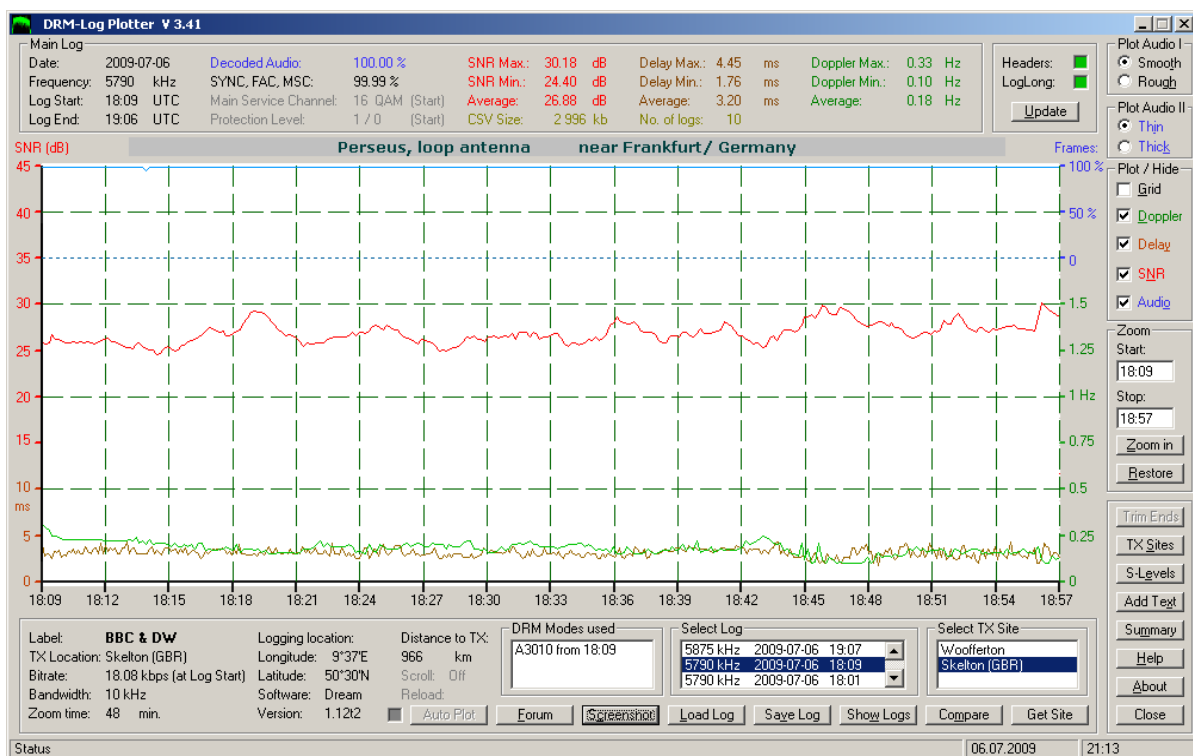 DRM-Log Plotter V 3.41
Main Log
Date: 2009-07-06 Decoded Audio: 100.00 % SNR Max.: 30.18 dB Delay Max.: 4.45 ms Doppler Max.: 0.33 Hz
Frequency: 5790 kHz SYNC, FAC, MSC: 99.99 % SNR Min.: 24.40 dB Delay Min.: 1.76 ms Doppler Min.: 0.10 Hz
Log Start: 18:09 UTC Main Service Channel: 16 QAM (Start) Average: 26.88 dB Average: 3.20 ms Average: 0.18 Hz
Log End: 19:06 UTC Protection Level: 1 / 0 (Start) CSV Size: 2 996 kb No. of logs: 10
Headers:
LogLong:
Update
Plot Audio I
Smooth
Rough
Plot Audio II
Thin
Thick
SNR (dB) Perseus, loop antenna near Frankfurt/ Germany Frames:
45 100 %
40 50 %
35 0
30 1.5
25 1.25
20 1 Hz
15 0.75
10 0.5
ms
5 0.25
0 0
18:09 18:12 18:15 18:18 18:21 18:24 18:27 18:30 18:33 18:36 18:39 18:42 18:45 18:48 18:51 18:54 18:57
Plot / Hide
Grid
Doppler
Delay
SNR
Audio
Zoom
Start:
18:09
Stop:
18:57
Zoom in
Restore
Trim Ends
TX Sites
S-Levels
Add Text
Summary
Help
About
Close
Label: BBC & DW
TX Location: Skelton (GBR)
Bitrate: 18.08 kbps (at Log Start)
Bandwidth: 10 kHz
Zoom time: 48 min.
Logging location:
Longitude: 9°37'E
Latitude: 50°30'N
Software: Dream
Version: 1.12t2
Distance to TX:
966 km
Scroll: Off
Reload:
Auto Plot
DRM Modes used
A3010 from 18:09
Select Log
5875 kHz 2009-07-06 19:07
5790 kHz 2009-07-06 18:09
5790 kHz 2009-07-06 18:01
Select TX Site
Woofferton
Skelton (GBR)
Forum Screenshot Load Log Save Log Show Logs Compare Get Site
Status 06.07.2009 21:13